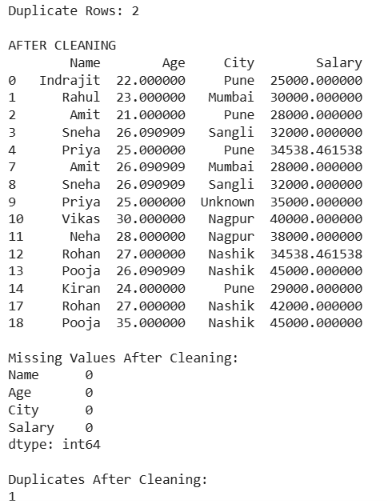 Duplicate Rows: 2
AFTER CLEANING
Name Age City Salary
0 Indrajit 22.000000 Pune 25000.000000
1 Rahul 23.000000 Mumbai 30000.000000
2 Amit 21.000000 Pune 28000.000000
3 Sneha 26.090909 Sangli 32000.000000
4 Priya 25.000000 Pune 34538.461538
7 Amit 26.090909 Mumbai 28000.000000
8 Sneha 26.090909 Sangli 32000.000000
9 Priya 25.000000 Unknown 35000.000000
10 Vikas 30.000000 Nagpur 40000.000000
11 Neha 28.000000 Nagpur 38000.000000
12 Rohan 27.000000 Nashik 34538.461538
13 Pooja 26.090909 Nashik 45000.000000
14 Kiran 24.000000 Pune 29000.000000
17 Rohan 27.000000 Nashik 42000.000000
18 Pooja 35.000000 Nashik 45000.000000
Missing Values After Cleaning:
Name 0
Age 0
City 0
Salary 0
dtype: int64
Duplicates After Cleaning:
1